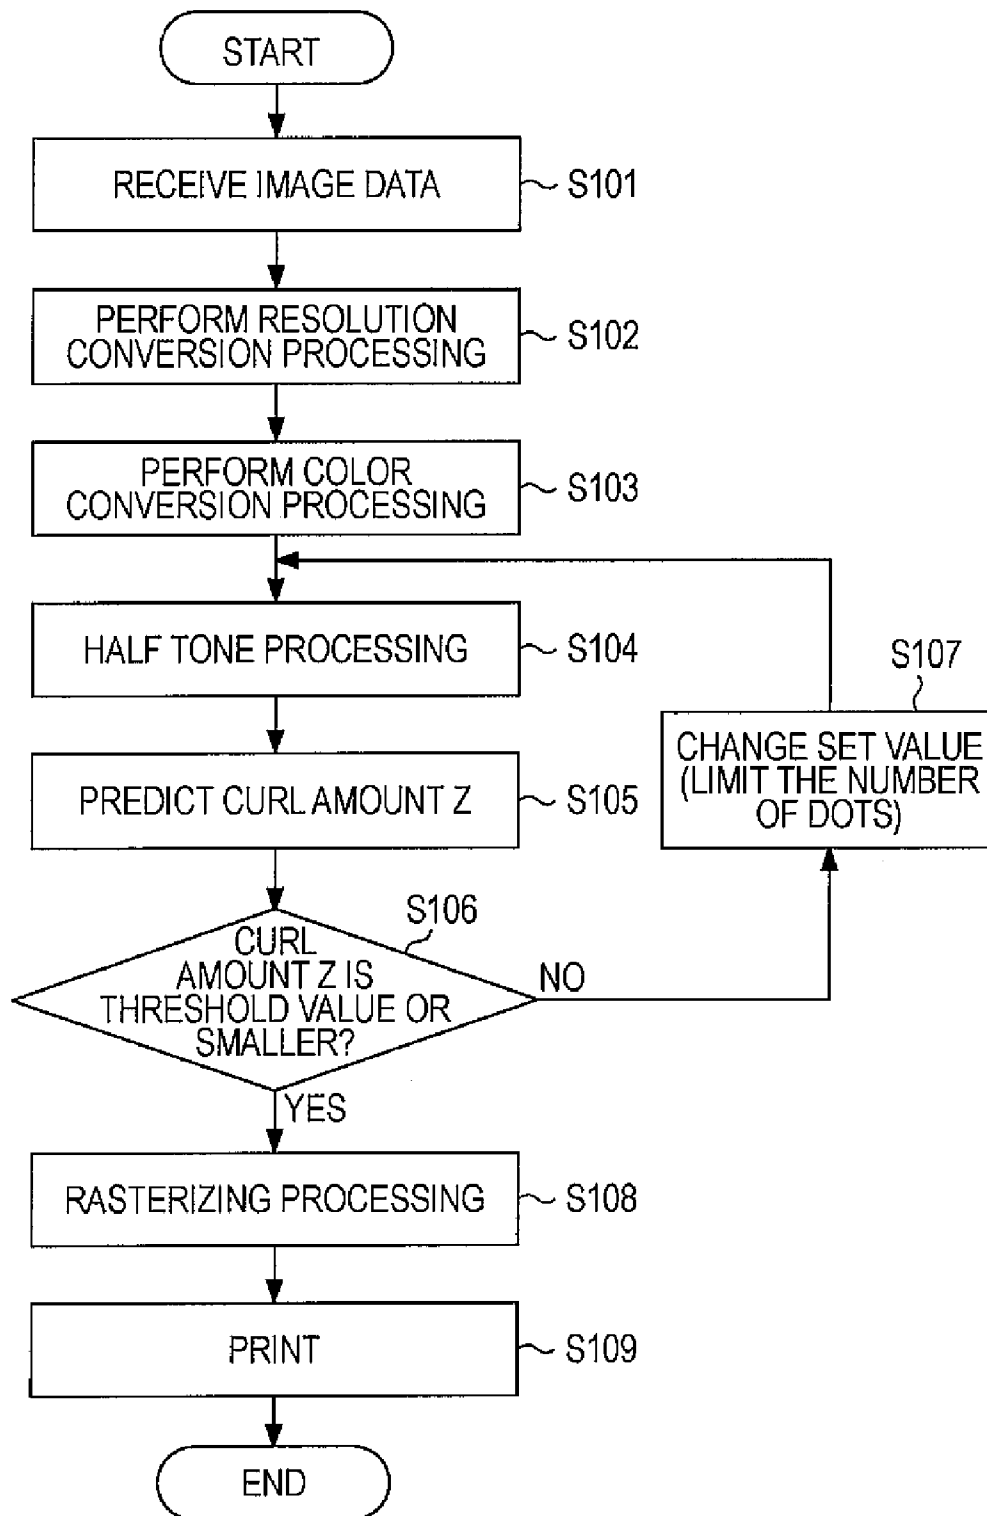 START
RECEIVE IMAGE DATA
S101
PERFORM RESOLUTION
CONVERSION PROCESSING
S102
PERFORM COLOR
CONVERSION PROCESSING
S103
HALF TONE PROCESSING
S104
S107
CHANGE SET VALUE
(LIMIT THE NUMBER
OF DOTS)
PREDICT CURL AMOUNT Z
S105
S106
CURL
AMOUNT Z IS
THRESHOLD VALUE OR
SMALLER?
NO
YES
RASTERIZING PROCESSING
S108
PRINT
S109
END